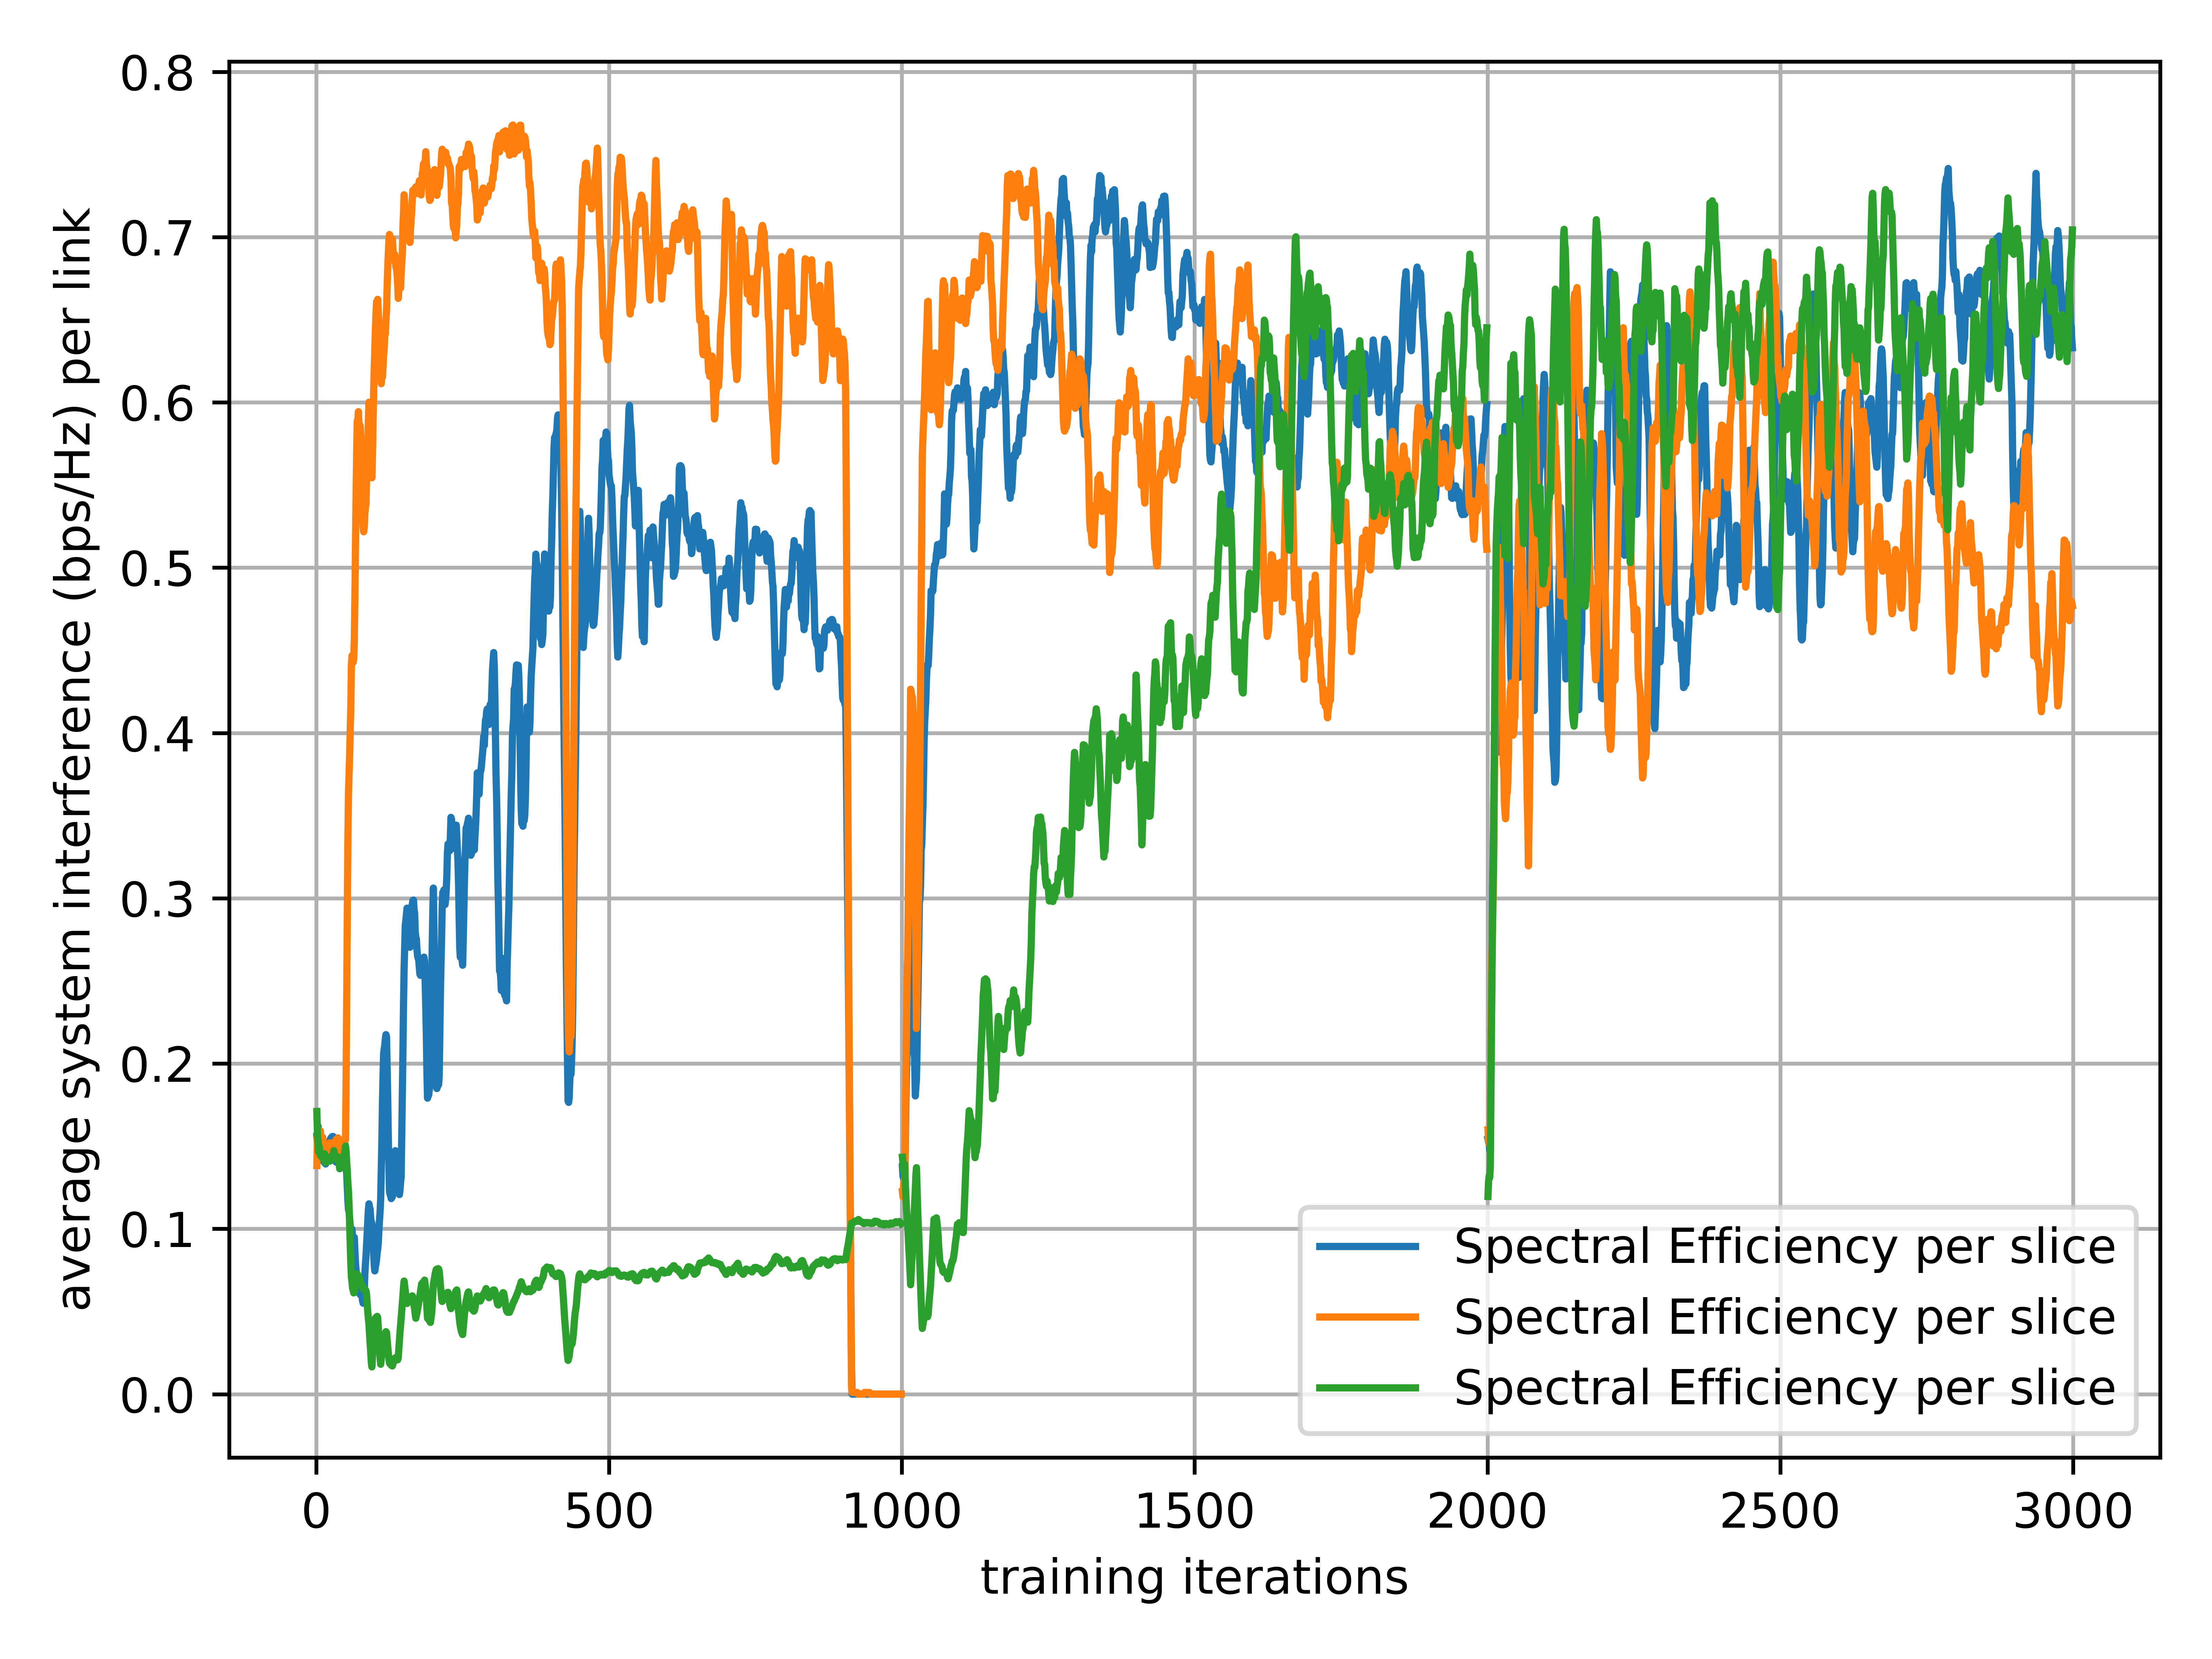 0.8
0.7
0.6
0.5
0.4
0.3
0.2
0.1
0.0
average system interference (bps/Hz) per link
Spectral Efficiency per slice
Spectral Efficiency per slice
Spectral Efficiency per slice
0 500 1000 1500 2000 2500 3000
training iterations